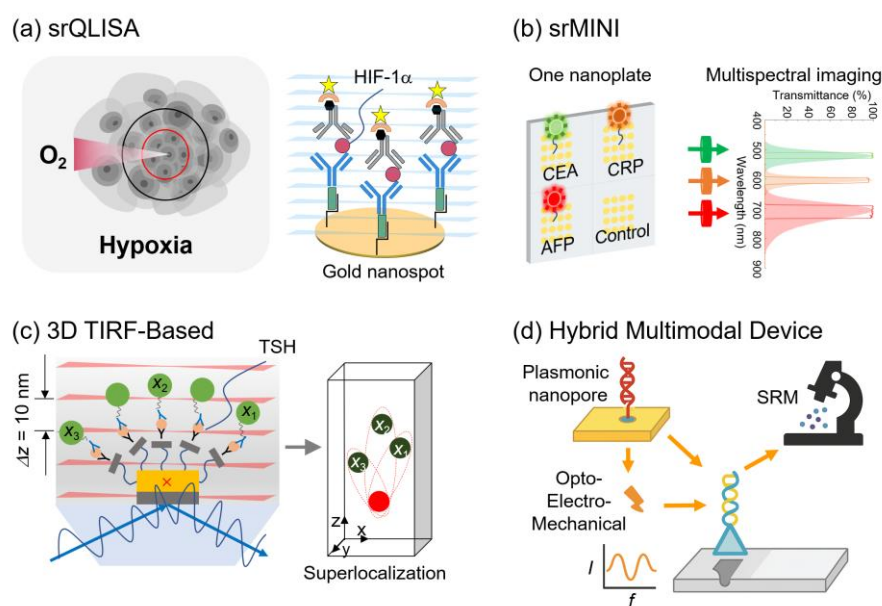 (a) srQLISA
O₂
Hypoxia
HIF-1α
Gold nanospot
(b) srMINI
One nanoplate
CEA
CRP
AFP
Control
Multispectral imaging
Transmittance (%)
20 40 60 80 100
400
500
600
700
800
900
Wavelength (nm)
(c) 3D TIRF-Based
TSH
Δz = 10 nm
x₂
x₁
x₃
x₂
x₃
x₁
z
x
y
Superlocalization
(d) Hybrid Multimodal Device
Plasmonic
nanopore
SRM
Opto-
Electro-
Mechanical
I
f